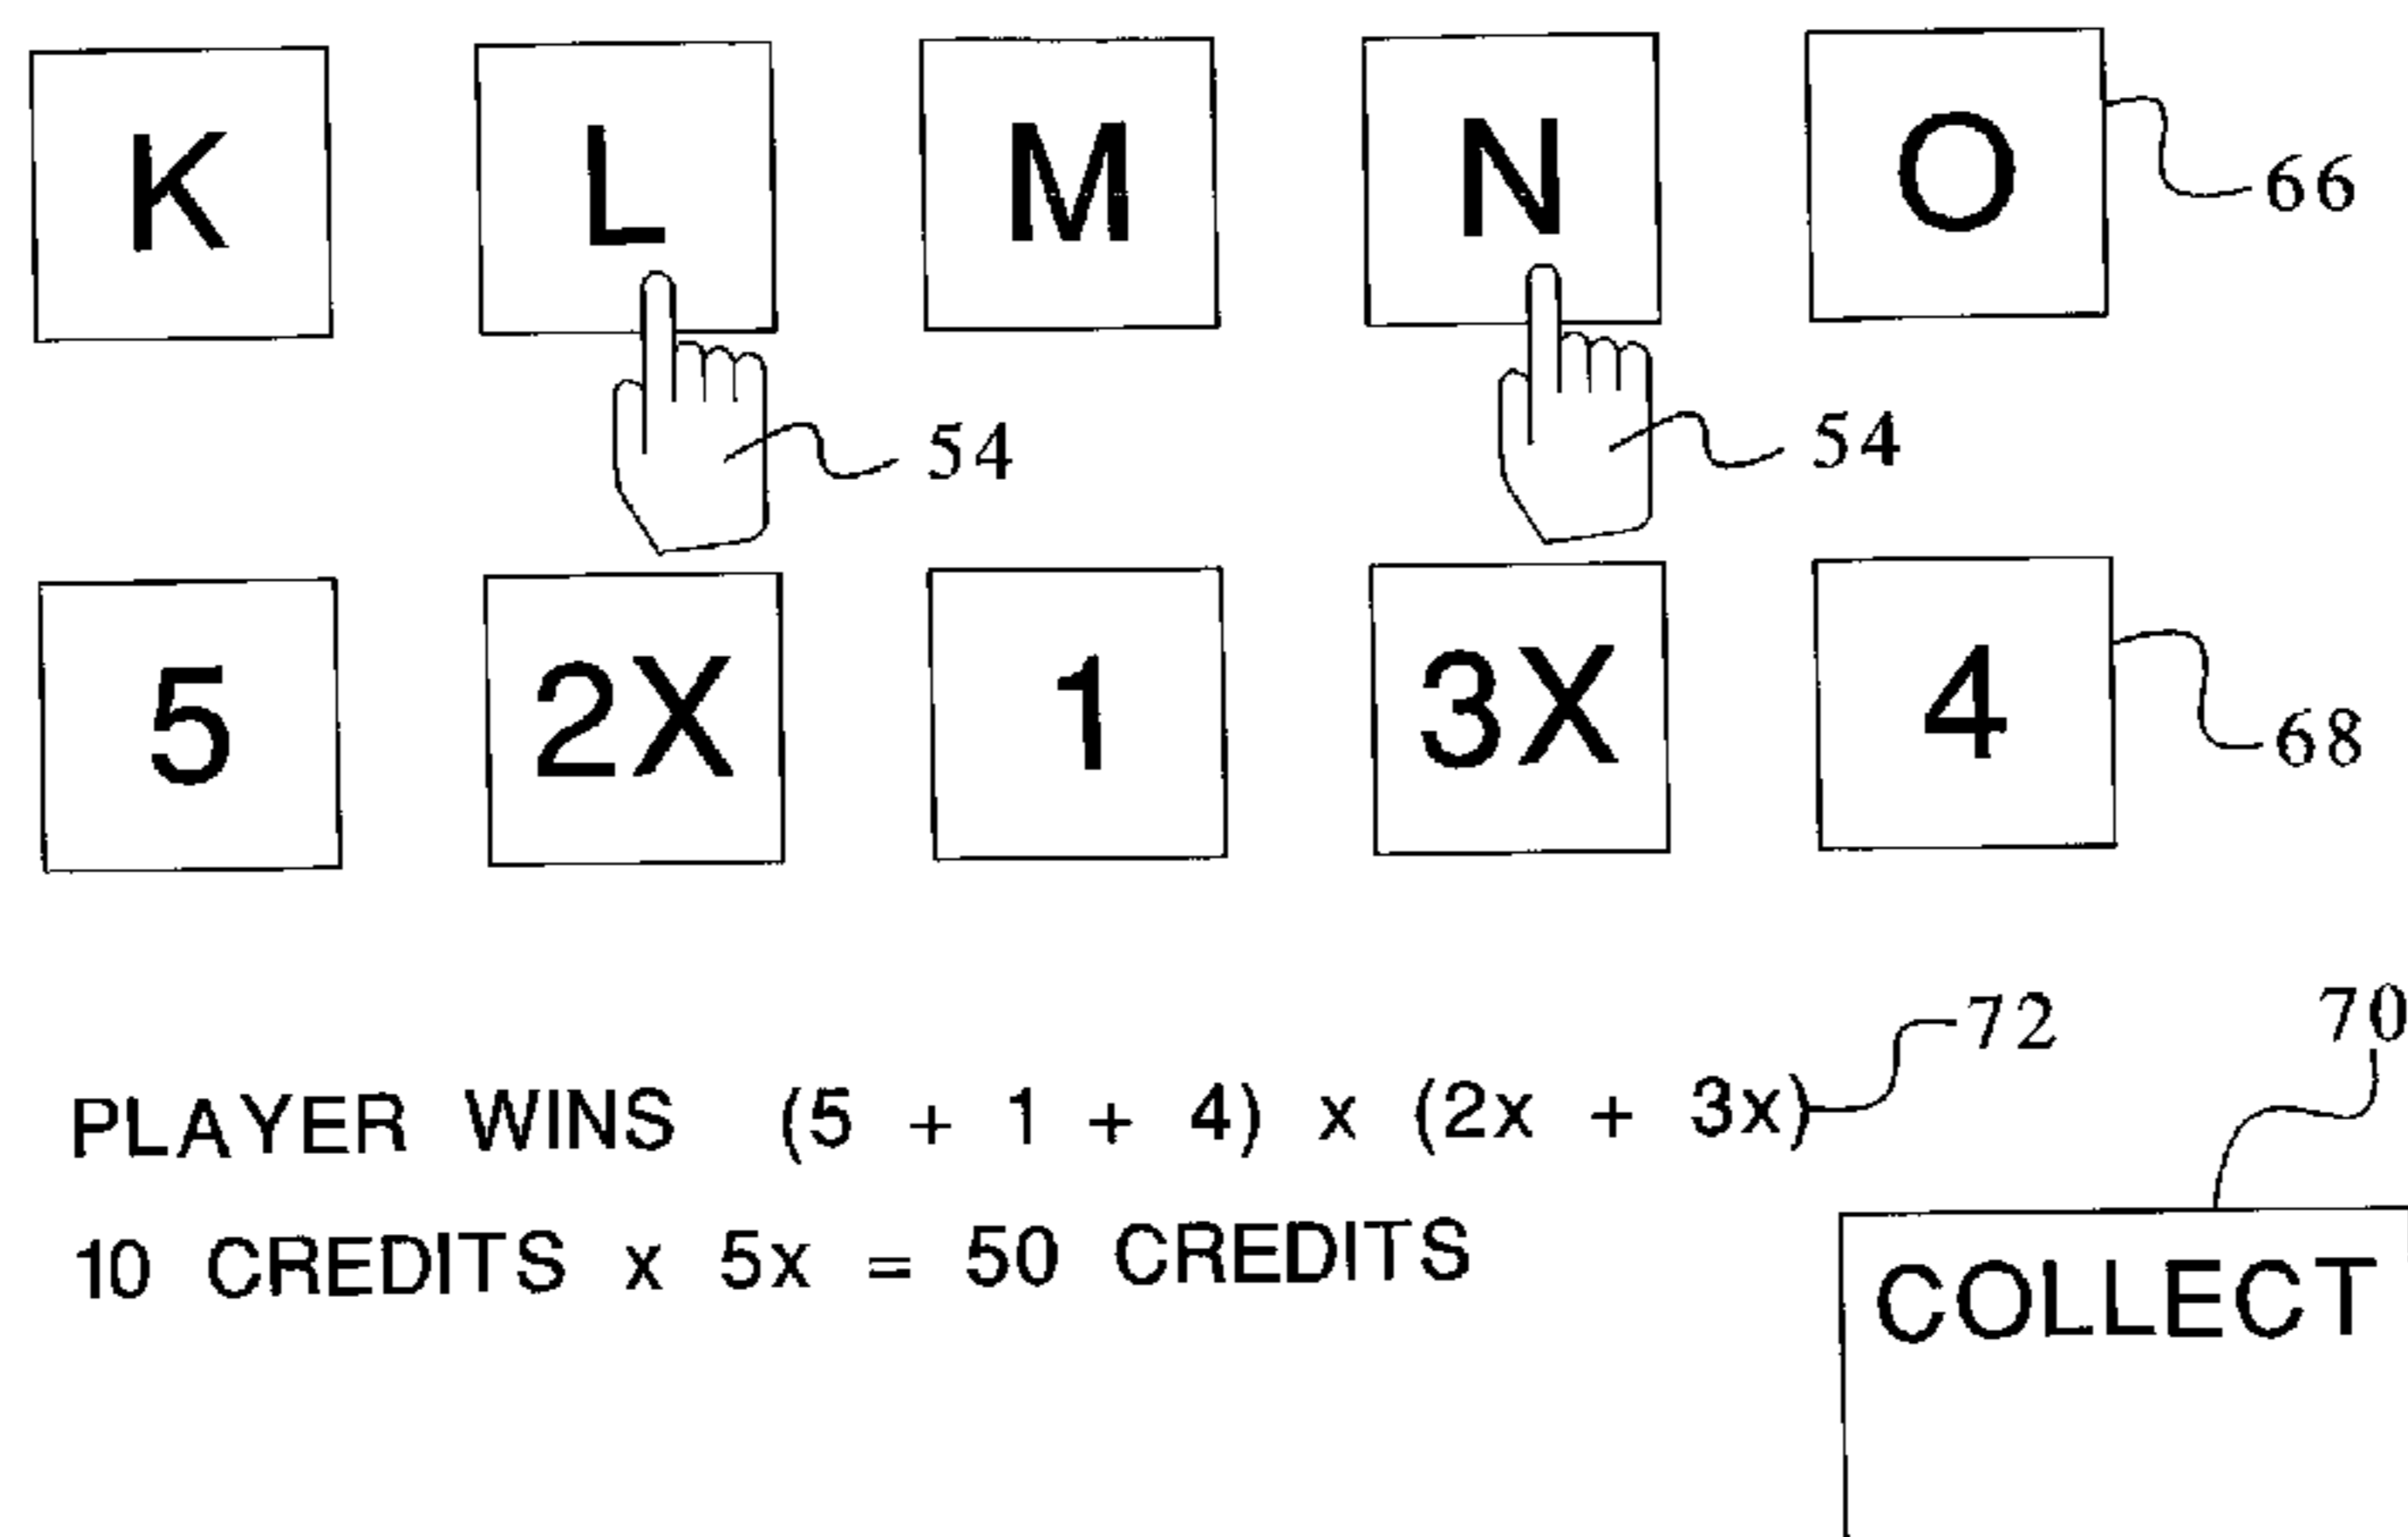 K L M N O 66
54 54
5 2X 1 3X 4 68
72 70
PLAYER WINS (5 + 1 + 4) x (2x + 3x)
10 CREDITS x 5x = 50 CREDITS
COLLECT